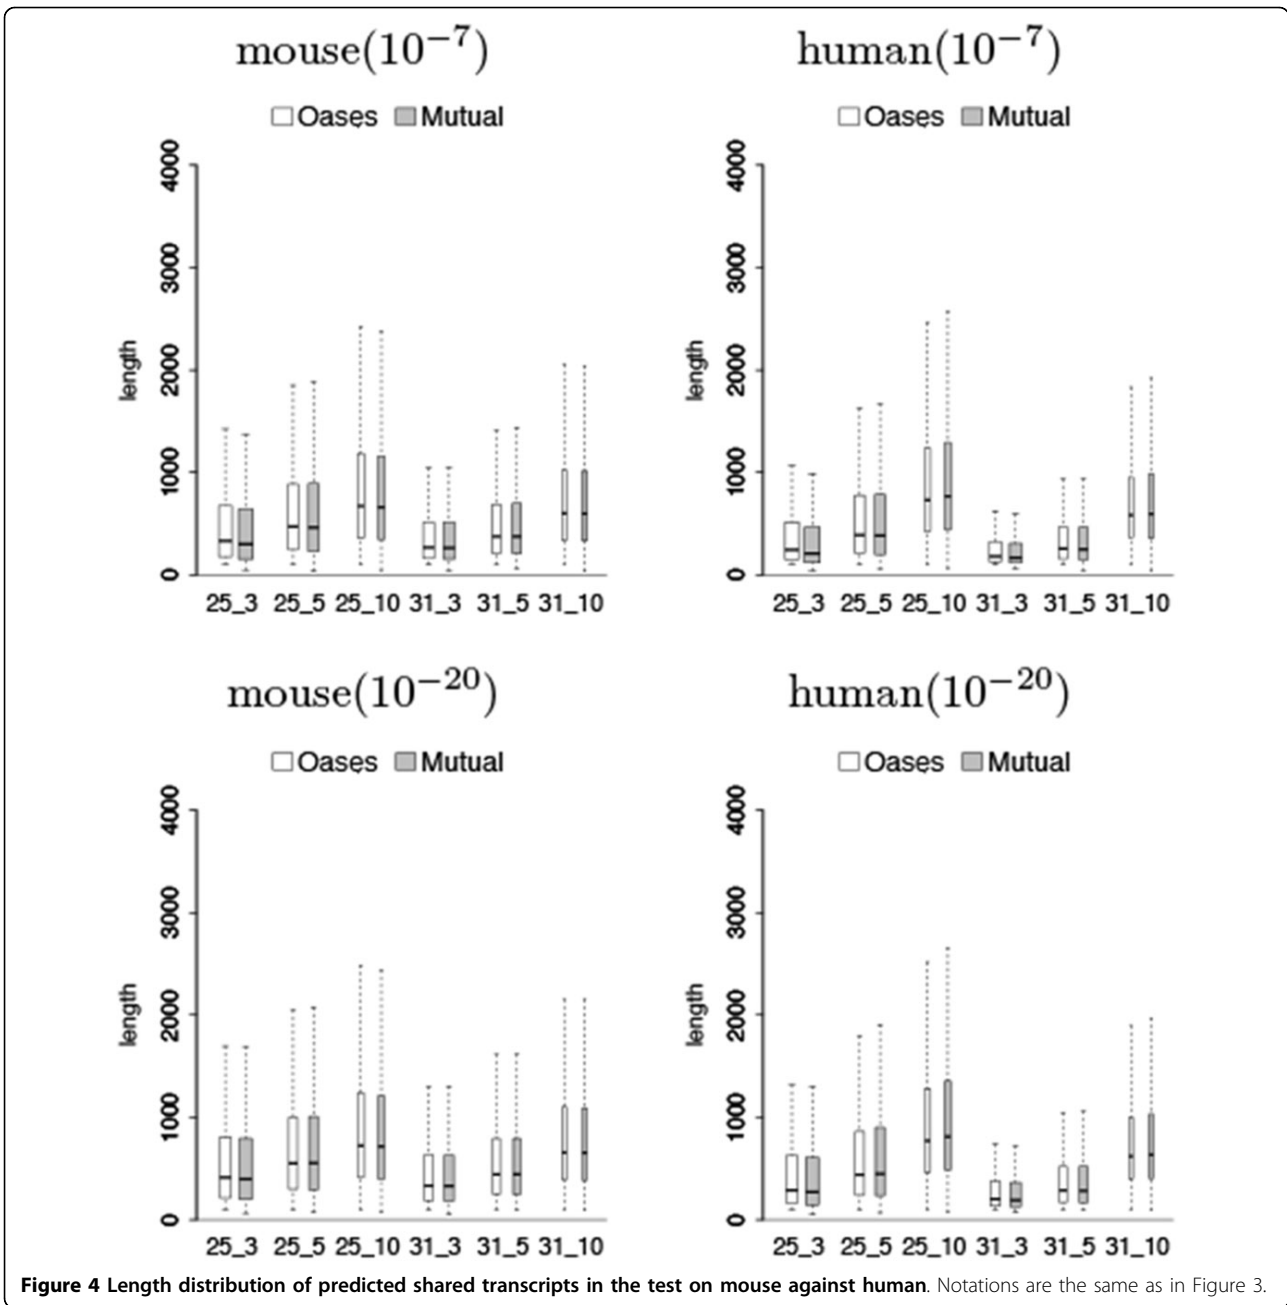 mouse(10−7)
Oases Mutual
4000
3000
2000
1000
0
length
25_3 25_5 25_10 31_3 31_5 31_10
human(10−7)
Oases Mutual
4000
3000
2000
1000
0
length
25_3 25_5 25_10 31_3 31_5 31_10
mouse(10−20)
Oases Mutual
4000
3000
2000
1000
0
length
25_3 25_5 25_10 31_3 31_5 31_10
human(10−20)
Oases Mutual
4000
3000
2000
1000
0
length
25_3 25_5 25_10 31_3 31_5 31_10
Figure 4 Length distribution of predicted shared transcripts in the test on mouse against human. Notations are the same as in Figure 3.